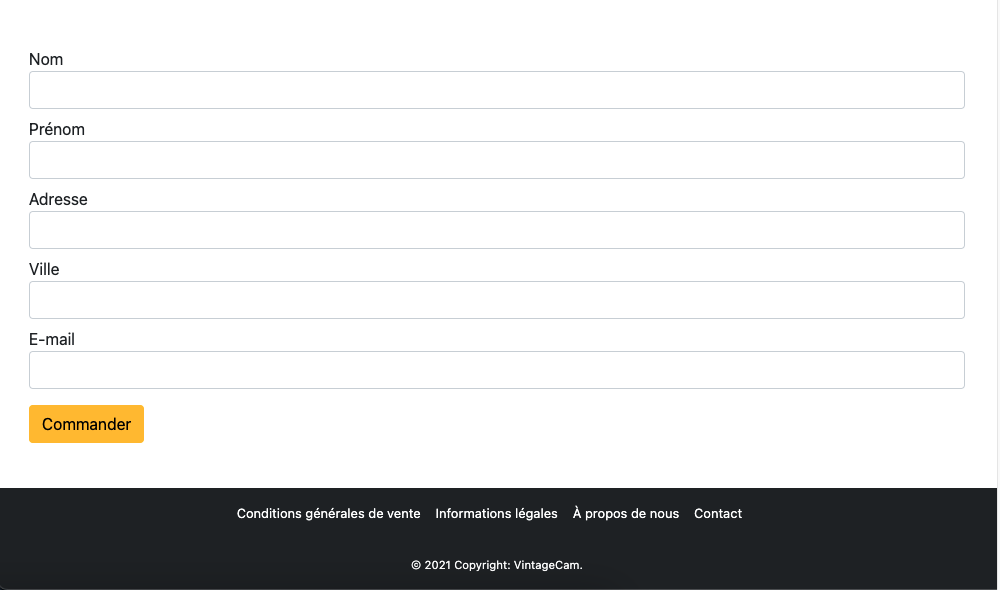 Nom
Prénom
Adresse
Ville
E-mail
Commander
Conditions générales de vente Informations légales À propos de nous Contact
© 2021 Copyright: VintageCam.